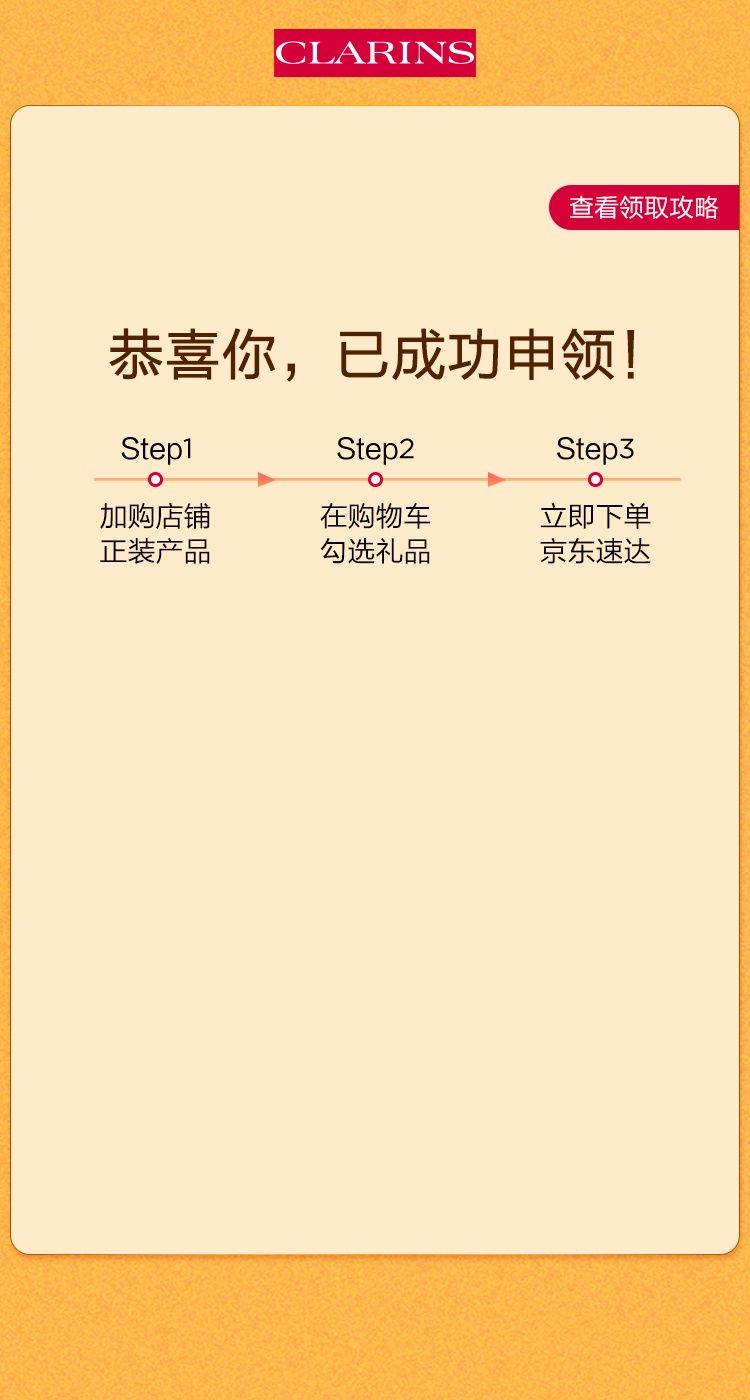 CLARINS
查看领取攻略
恭喜你，已成功申领！
Step1
Step2
Step3
加购店铺
正装产品
在购物车
勾选礼品
立即下单
京东速达